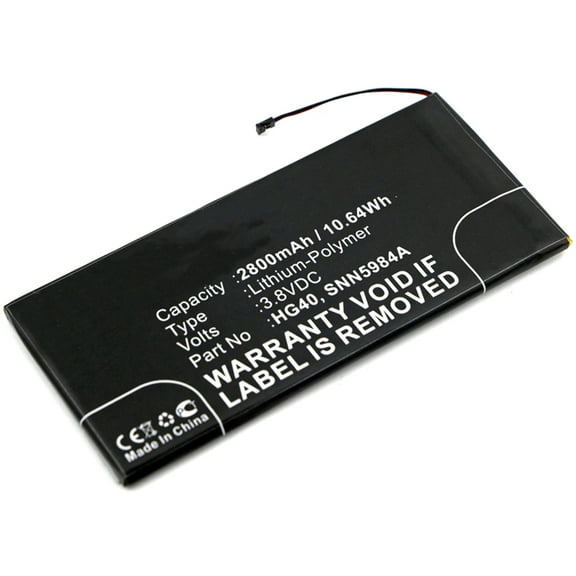 Capacity :2800mAh / 10.64Wh
Type :Lithium-Polymer
Volts :3.8VDC
Part No :HG40, SNN5984A
WARRANTY VOID IF
LABEL IS REMOVED
CE
Made In China